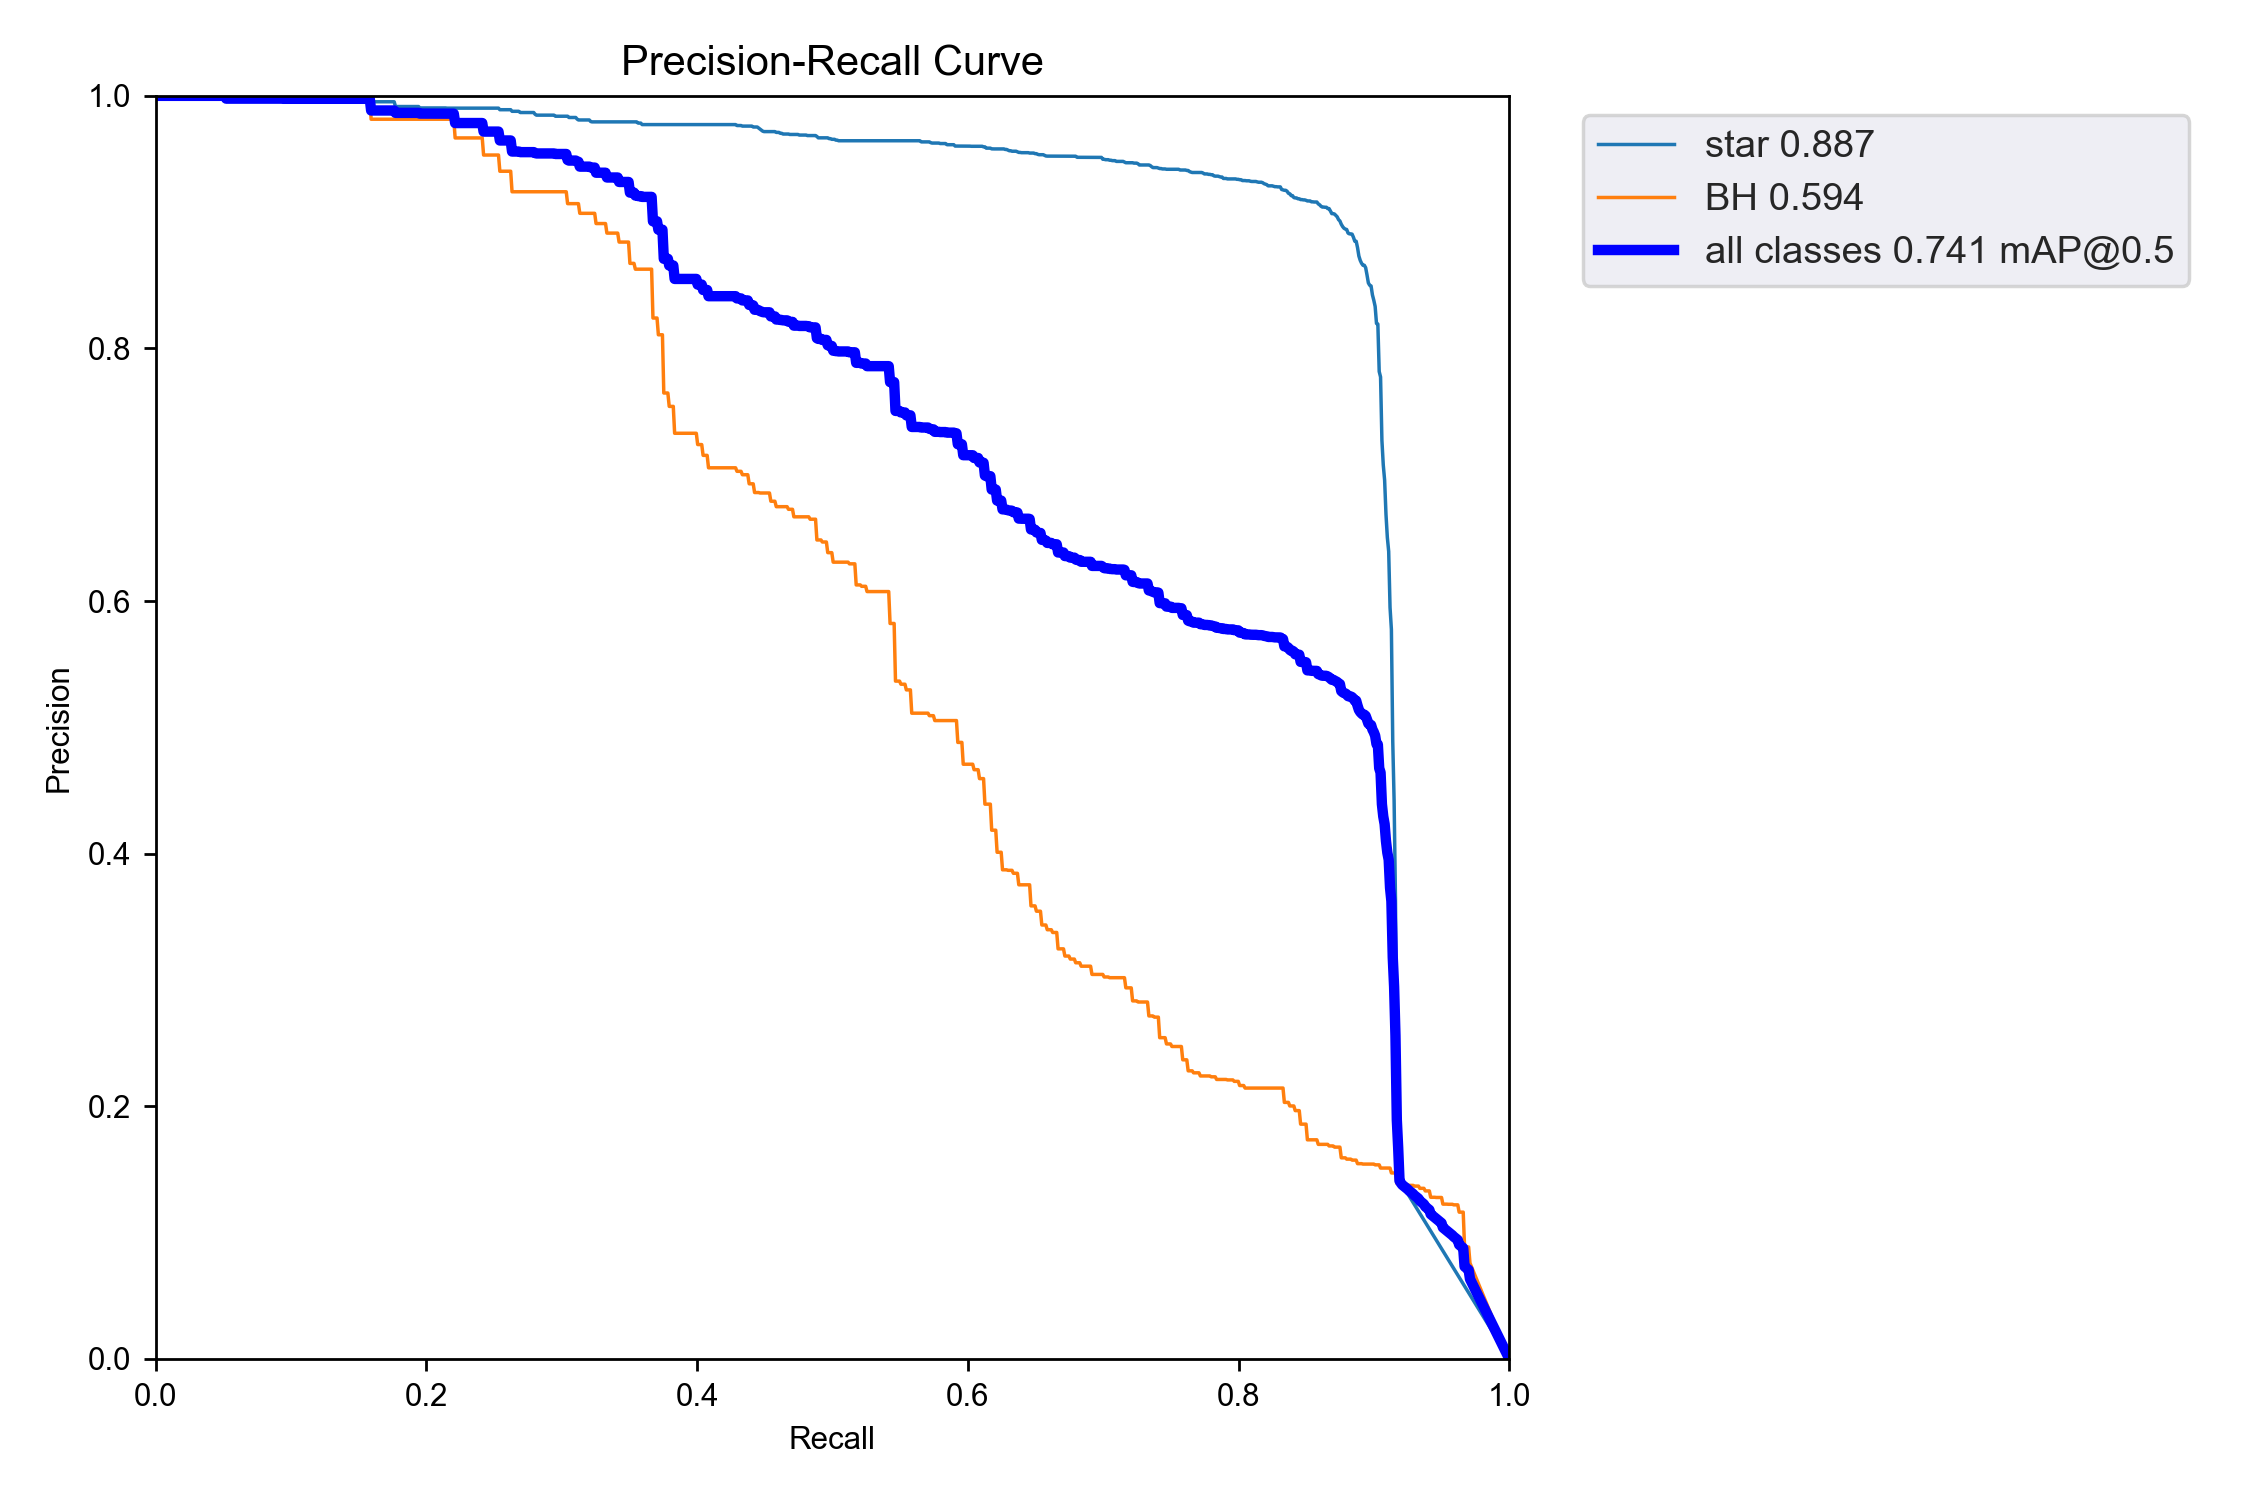 Precision-Recall Curve
star 0.887
BH 0.594
all classes 0.741 mAP@0.5
1.0
0.8
0.6
0.4
0.2
0.0
Precision
0.0 0.2 0.4 0.6 0.8 1.0
Recall